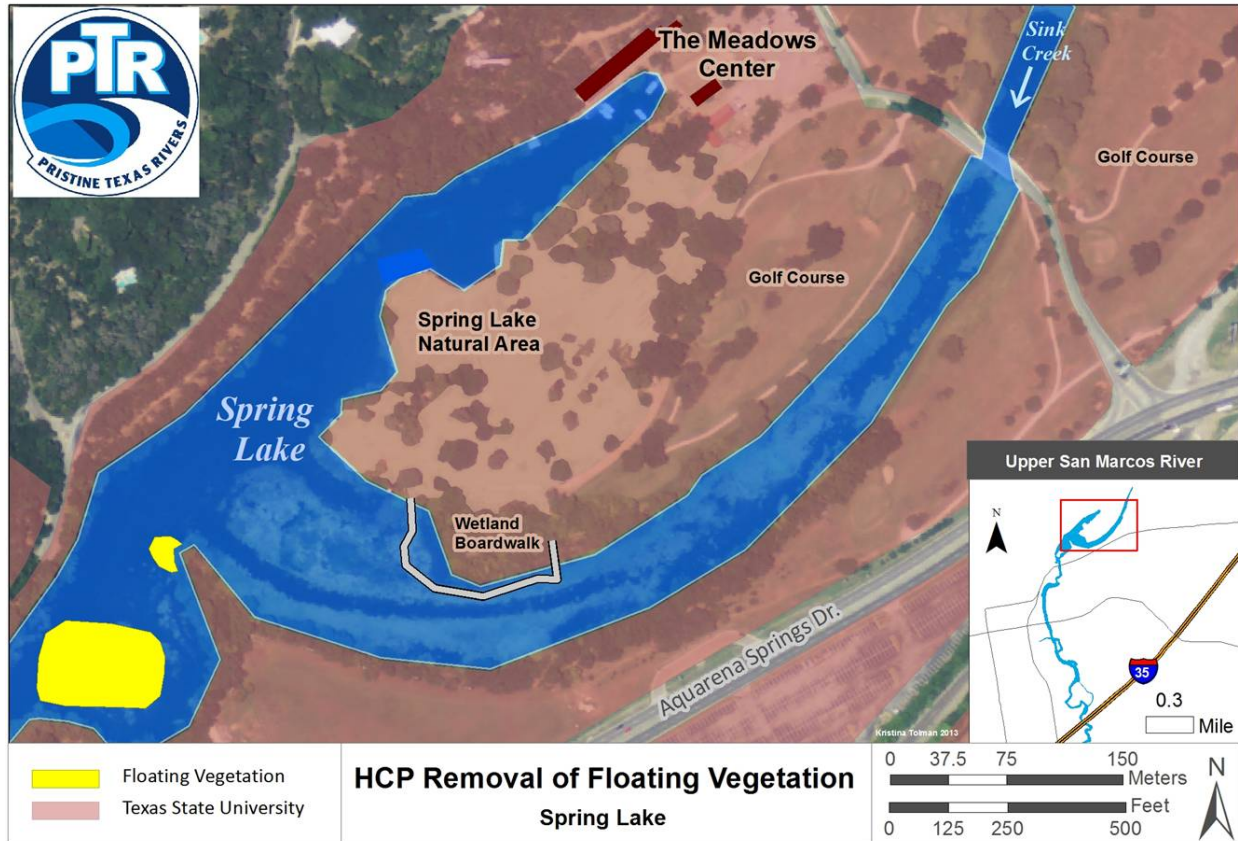 PTR
PRISTINE TEXAS RIVERS
The Meadows
Center
Sink
Creek
Golf Course
Golf Course
Spring Lake
Natural Area
Spring
Lake
Wetland
Boardwalk
Aquarena Springs Dr.
Upper San Marcos River
N
35
0.3
Mile
Kristina Tolman 2013
Floating Vegetation
Texas State University
HCP Removal of Floating Vegetation
Spring Lake
0 37.5 75 150
Meters
Feet
0 125 250 500
N